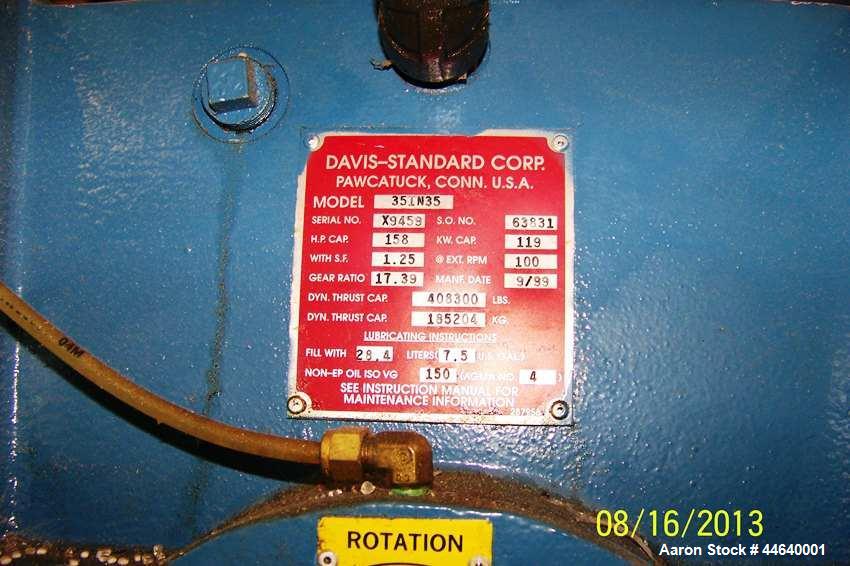 DAVIS-STANDARD CORP.
PAWCATUCK, CONN. U.S.A.
MODEL 35IN35
SERIAL NO. X9459 S.O. NO. 63831
H.P. CAP. 158 KW. CAP. 119
WITH S.F. 1.25 @ EXT. RPM 100
GEAR RATIO 17.39 MANF. DATE 9/99
DYN. THRUST CAP. 408300 LBS.
DYN. THRUST CAP. 185204 KG.
LUBRICATING INSTRUCTIONS
FILL WITH 28.4 LITERS( 7.5 U.S. GAL.)
NON-EP OIL ISO VG 150 (AGMA NO. 4 )
SEE INSTRUCTION MANUAL FOR
MAINTENANCE INFORMATION
04M
ROTATION
08/16/2013
Aaron Stock # 44640001